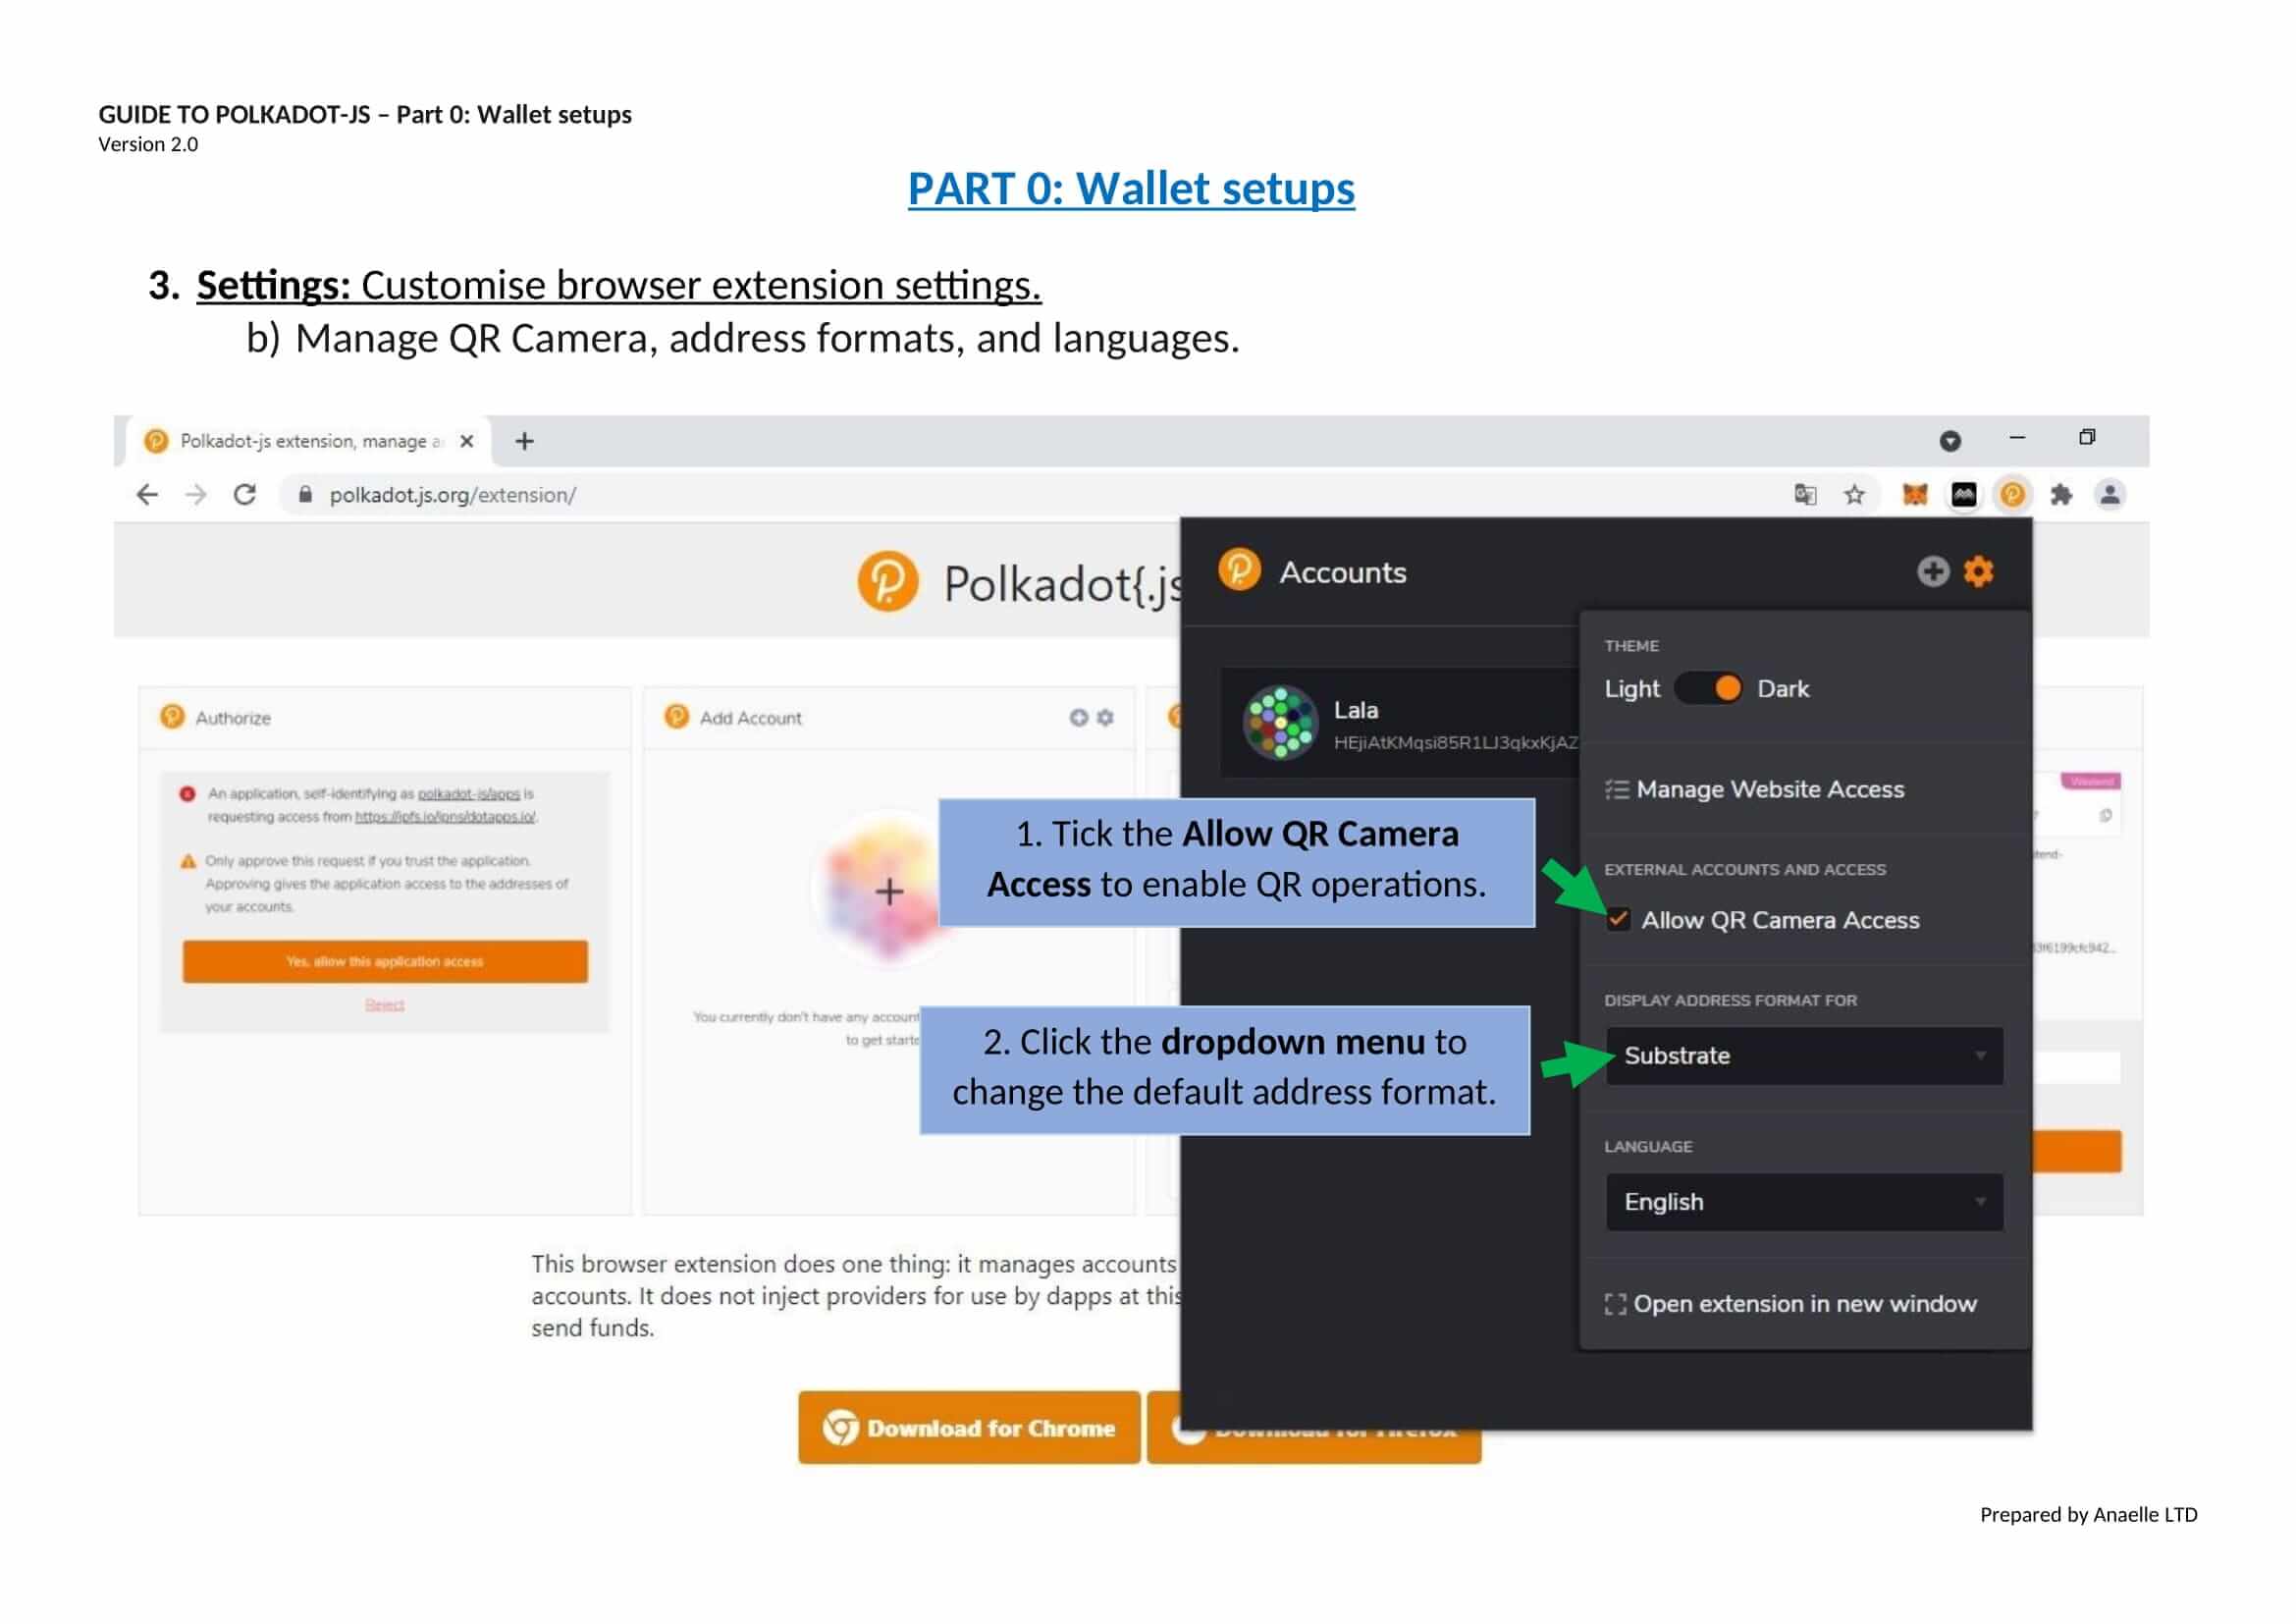 GUIDE TO POLKADOT-JS – Part 0: Wallet setups
Version 2.0
PART 0: Wallet setups
3. Settings: Customise browser extension settings.
b) Manage QR Camera, address formats, and languages.
Polkadot-js extension, manage
polkadot.js.org/extension/
Polkadot{.js
Accounts
THEME
Light Dark
Lala
HEjiAtKMqsi85R1LJ3qkxKjAZ
Manage Website Access
EXTERNAL ACCOUNTS AND ACCESS
Allow QR Camera Access
DISPLAY ADDRESS FORMAT FOR
Substrate
LANGUAGE
English
Open extension in new window
Authorize
An application, self-identifying as polkadot-js/apps is
requesting access from https://ipfs.io/ipns/dotapps.io/.
Only approve this request if you trust the application.
Approving gives the application access to the addresses of
your accounts.
Yes, allow this application access
Reject
Add Account
You currently don't have any account
to get starte
1. Tick the Allow QR Camera
Access to enable QR operations.
2. Click the dropdown menu to
change the default address format.
Weekend
This browser extension does one thing: it manages accounts
accounts. It does not inject providers for use by dapps at this
send funds.
Download for Chrome
Download for Firefox
Prepared by Anaelle LTD